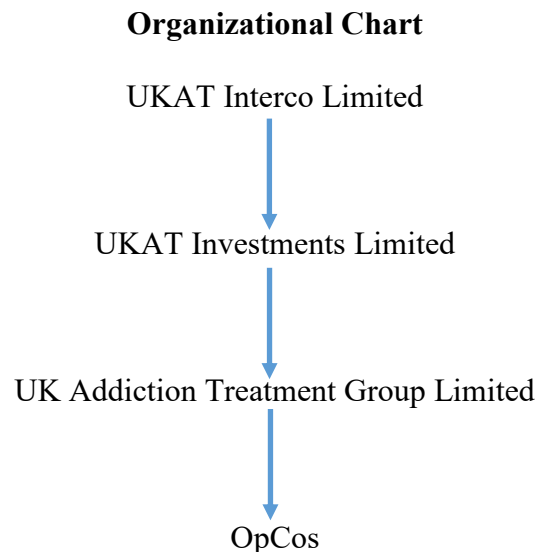 Organizational Chart
UKAT Interco Limited
UKAT Investments Limited
UK Addiction Treatment Group Limited
OpCos